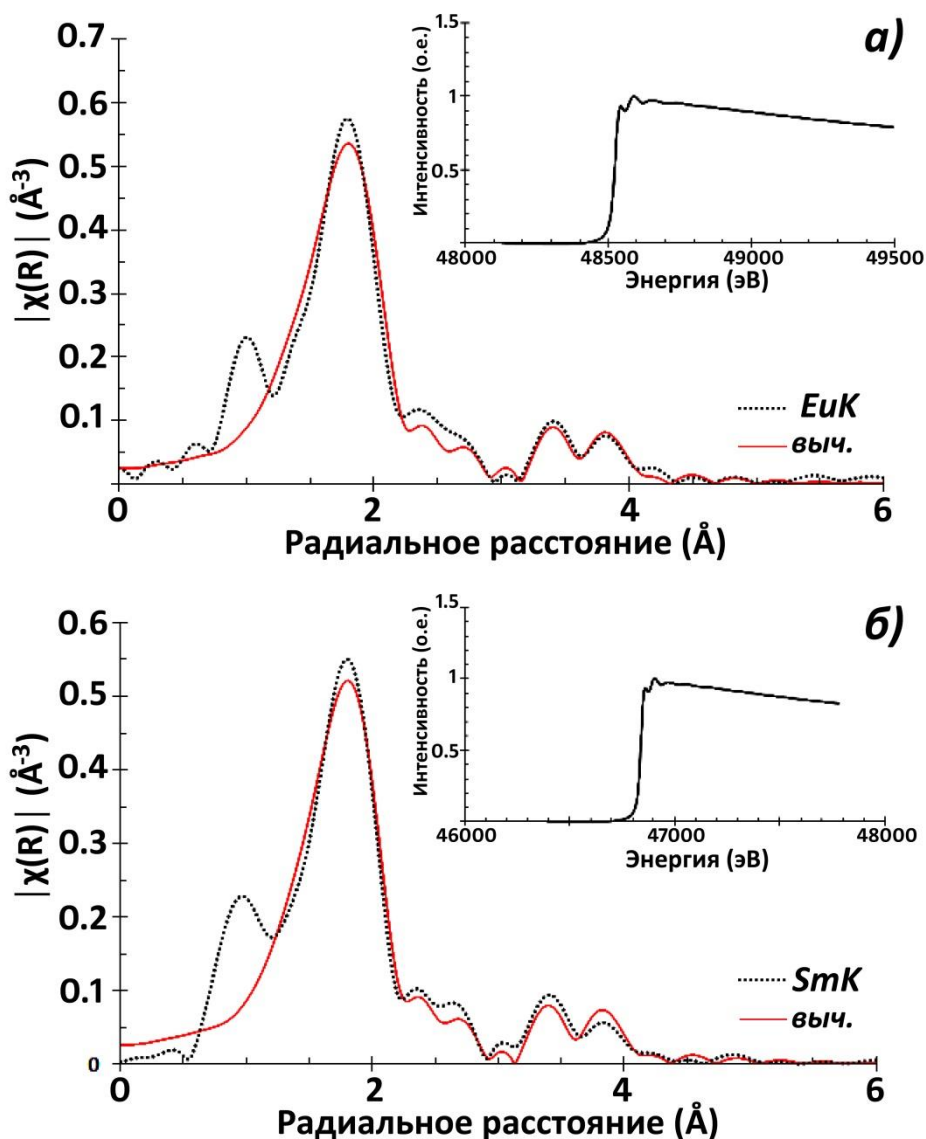 а)
0.7
0.6
0.5
0.4
0.3
0.2
0.1
|χ(R)| (Å⁻³)
0 2 4 6
Радиальное расстояние (Å)
1.5
1
0.5
Интенсивность (о.е.)
48000 48500 49000 49500
Энергия (эВ)
EuK
выч.
б)
0.6
0.5
0.4
0.3
0.2
0.1
0
|χ(R)| (Å⁻³)
0 2 4 6
Радиальное расстояние (Å)
1.5
1
0.5
Интенсивность (о.е.)
46000 47000 48000
Энергия (эВ)
SmK
выч.